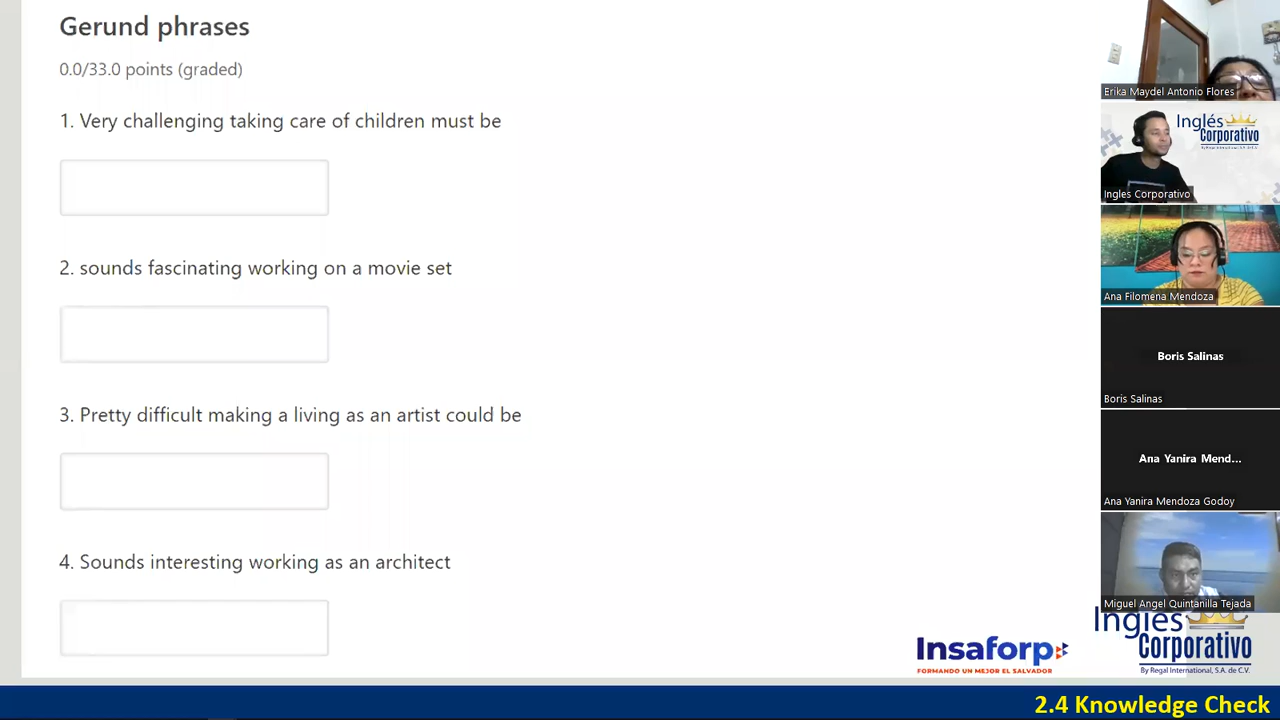 Gerund phrases
0.0/33.0 points (graded)
1. Very challenging taking care of children must be
2. sounds fascinating working on a movie set
3. Pretty difficult making a living as an artist could be
4. Sounds interesting working as an architect
Erika Maydel Antonio Flores
Inglés
Corporativo
Ingles Corporativo
Ana Filomena Mendoza
Boris Salinas
Boris Salinas
Ana Yanira Mend...
Ana Yanira Mendoza Godoy
Miguel Angel Quintanilla Tejada
Insaforp
FORMANDO UN MEJOR EL SALVADOR
Inglés
Corporativo
By Regal International, S.A. de C.V.
2.4 Knowledge Check